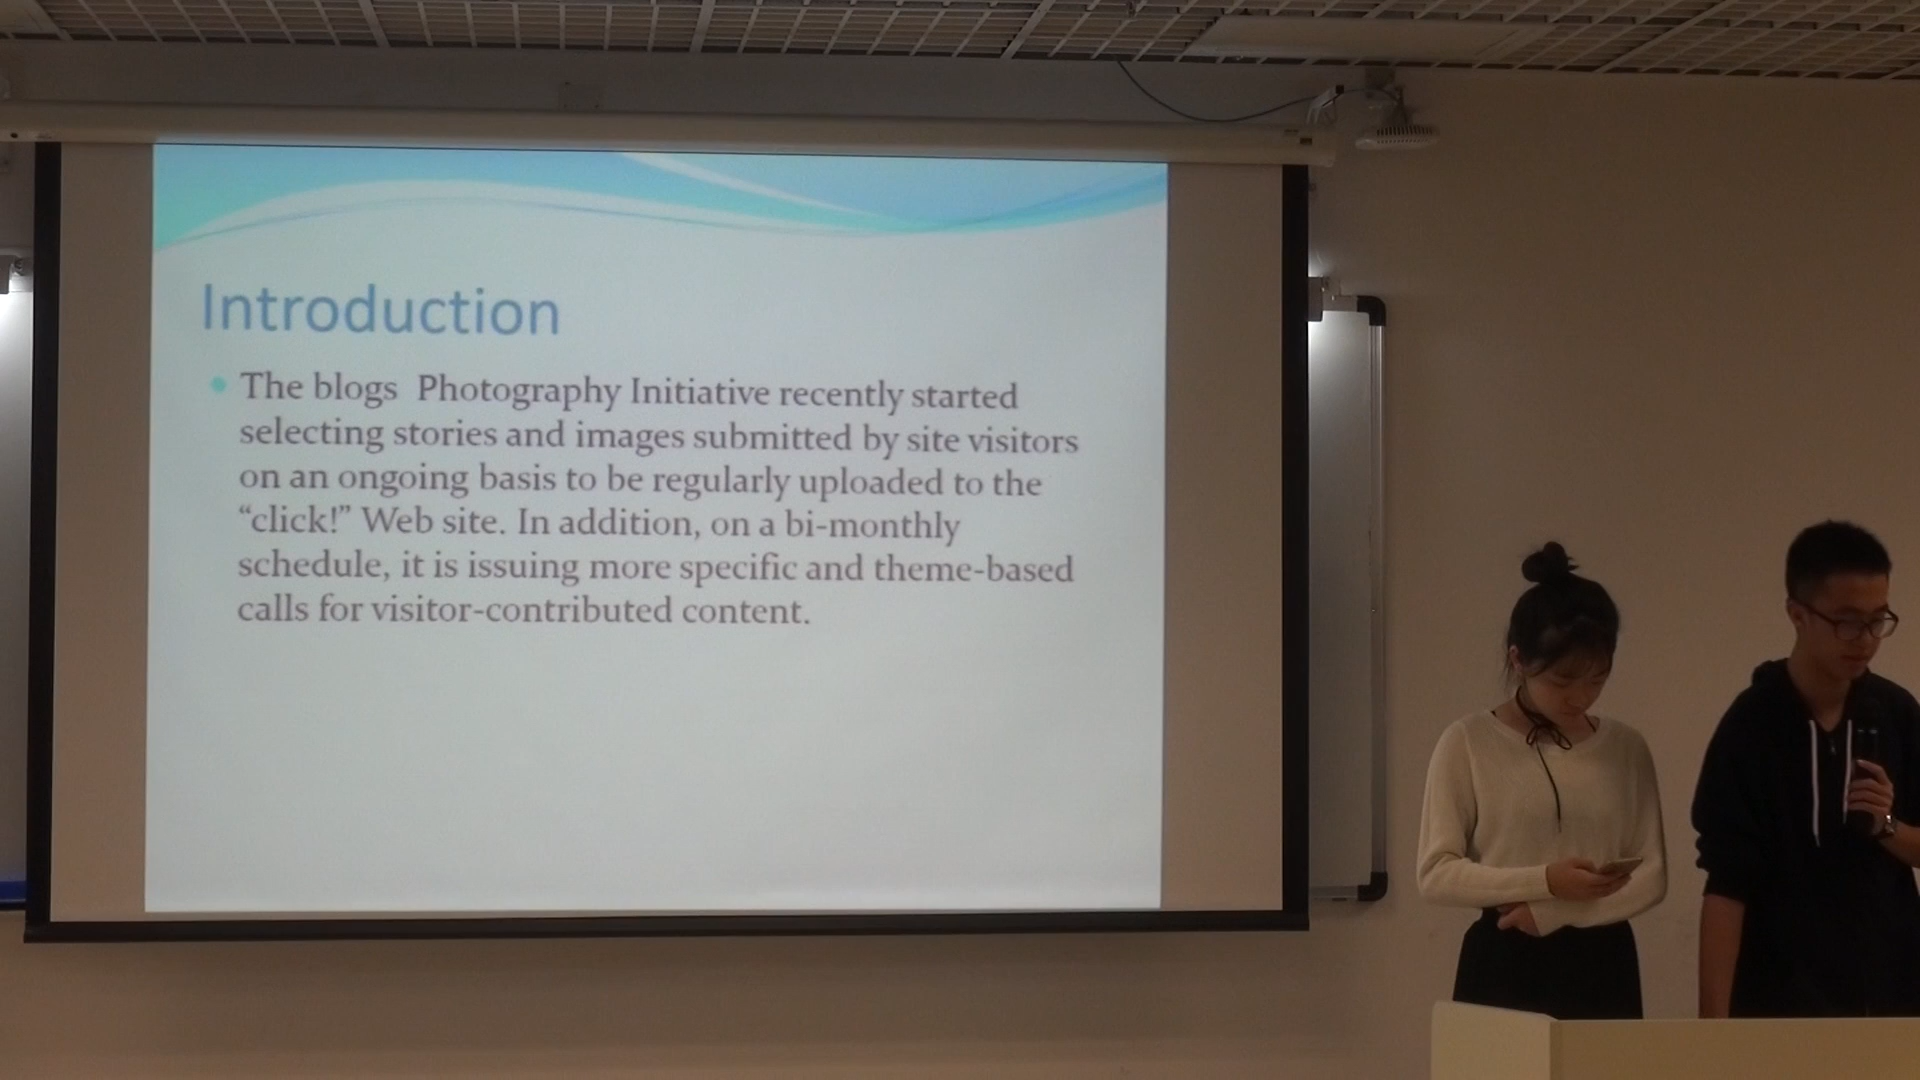 Introduction
The blogs  Photography Initiative recently started
selecting stories and images submitted by site visitors
on an ongoing basis to be regularly uploaded to the
“click!” Web site. In addition, on a bi-monthly
schedule, it is issuing more specific and theme-based
calls for visitor-contributed content.